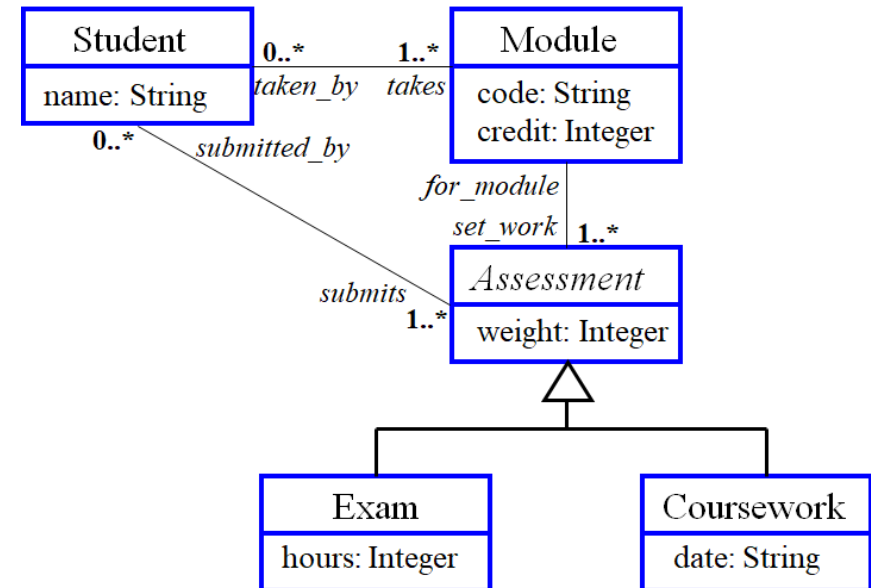 Student
name: String
0..*
1..*
taken_by
takes
Module
code: String
credit: Integer
0..*
submitted_by
for_module
set_work
1..*
submits
1..*
Assessment
weight: Integer
Exam
hours: Integer
Coursework
date: String